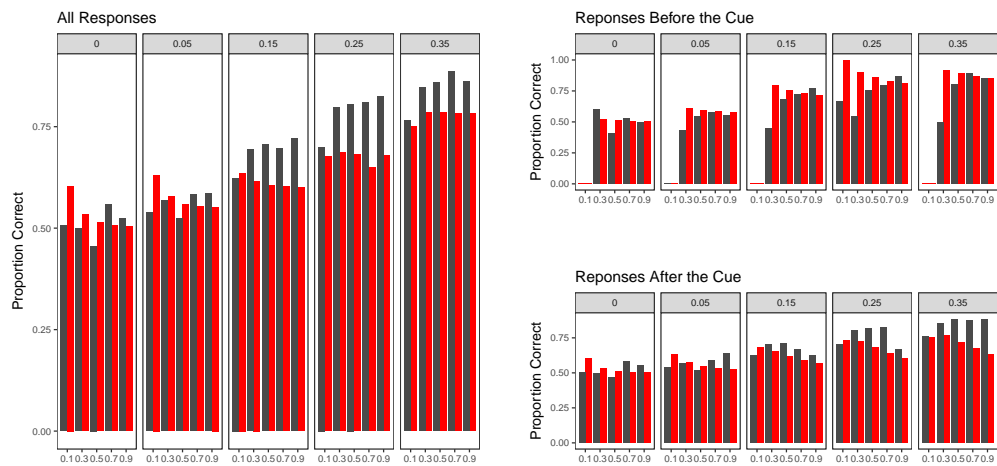 All Responses
0 0.05 0.15 0.25 0.35
Proportion Correct
0.75
0.50
0.25
0.00
0.10.30.50.70.9 0.10.30.50.70.9 0.10.30.50.70.9 0.10.30.50.70.9 0.10.30.50.70.9
Reponses Before the Cue
0 0.05 0.15 0.25 0.35
Proportion Correct
1.00
0.75
0.50
0.25
0.00
0.10.30.50.70.9 0.10.30.50.70.9 0.10.30.50.70.9 0.10.30.50.70.9 0.10.30.50.70.9
Reponses After the Cue
0 0.05 0.15 0.25 0.35
Proportion Correct
0.75
0.50
0.25
0.00
0.10.30.50.70.9 0.10.30.50.70.9 0.10.30.50.70.9 0.10.30.50.70.9 0.10.30.50.70.9